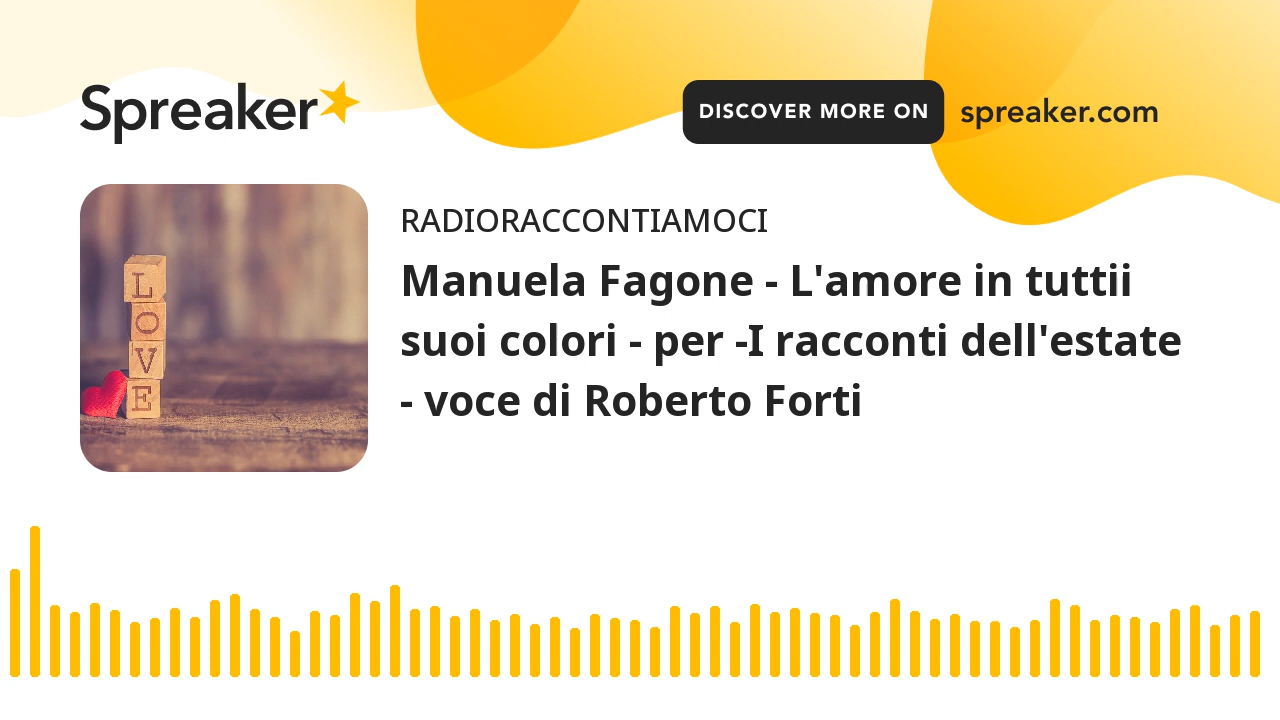 Spreaker
DISCOVER MORE ON spreaker.com
RADIORACCONTIAMOCI
Manuela Fagone - L'amore in tuttii
suoi colori - per -I racconti dell'estate
- voce di Roberto Forti
L
O
V
E